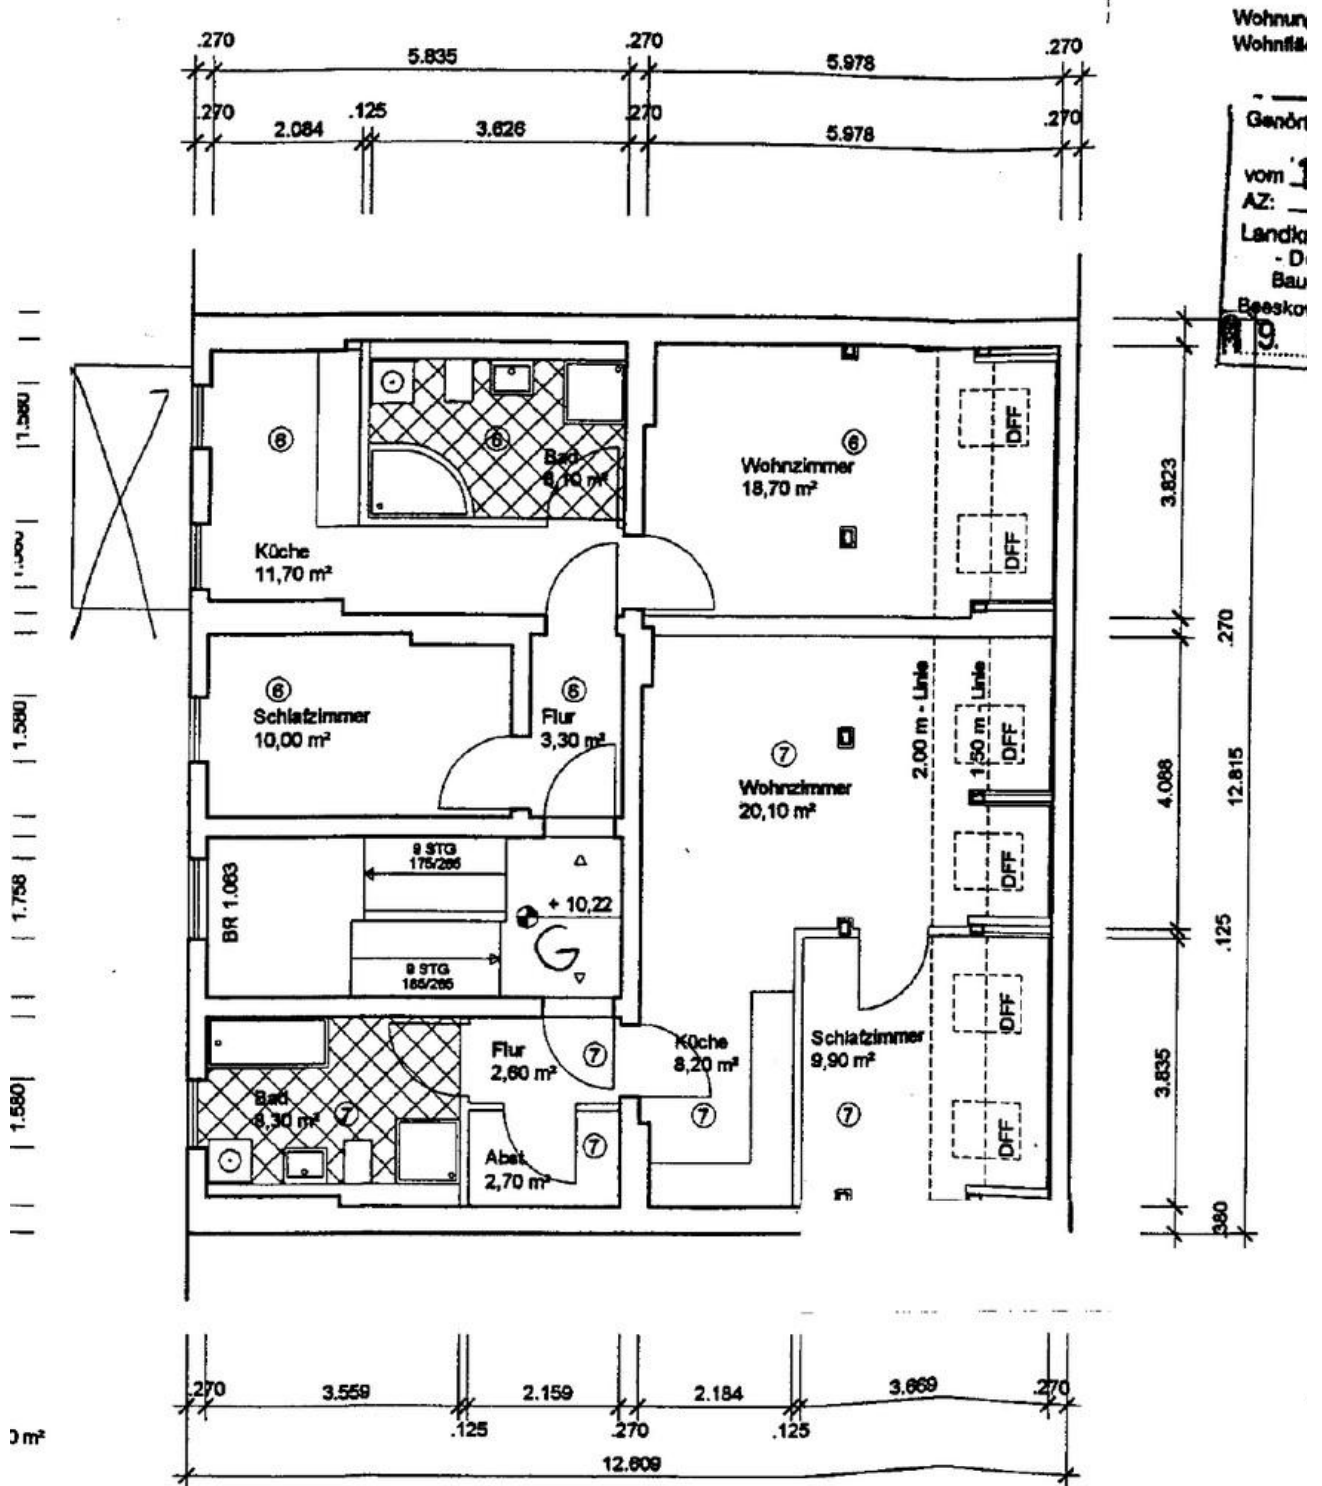 Wohnun
Wohnflä
.270
5.835
.270
5.978
.270
.270
2.084
.125
3.626
.270
5.978
.270
vom
AZ:
- D
Bau
9.
1.580
1.580
1.758
1.580
⑥
⑥
Bad
Küche
11,70 m²
⑥
Wohnzimmer
18,70 m²
DFF
DFF
3.823
.270
⑥
Schlafzimmer
10,00 m²
⑥
Flur
3,30 m²
⑦
Wohnzimmer
20,10 m²
2.00 m - Linie
1.50 m - Linie
DFF
DFF
4.088
12.815
BR 1.063
9 STG
175/265
+ 10,22
G
9 STG
185/265
.125
Flur
2,60 m²
⑦
Küche
8,20 m²
⑦
Schlafzimmer
9,90 m²
⑦
DFF
DFF
3.835
Bad
8,30 m²
⑦
Abst.
2,70 m²
⑦
.380
.270
3.559
.125
2.159
.270
2.184
.125
3.669
.270
12.609
0 m²